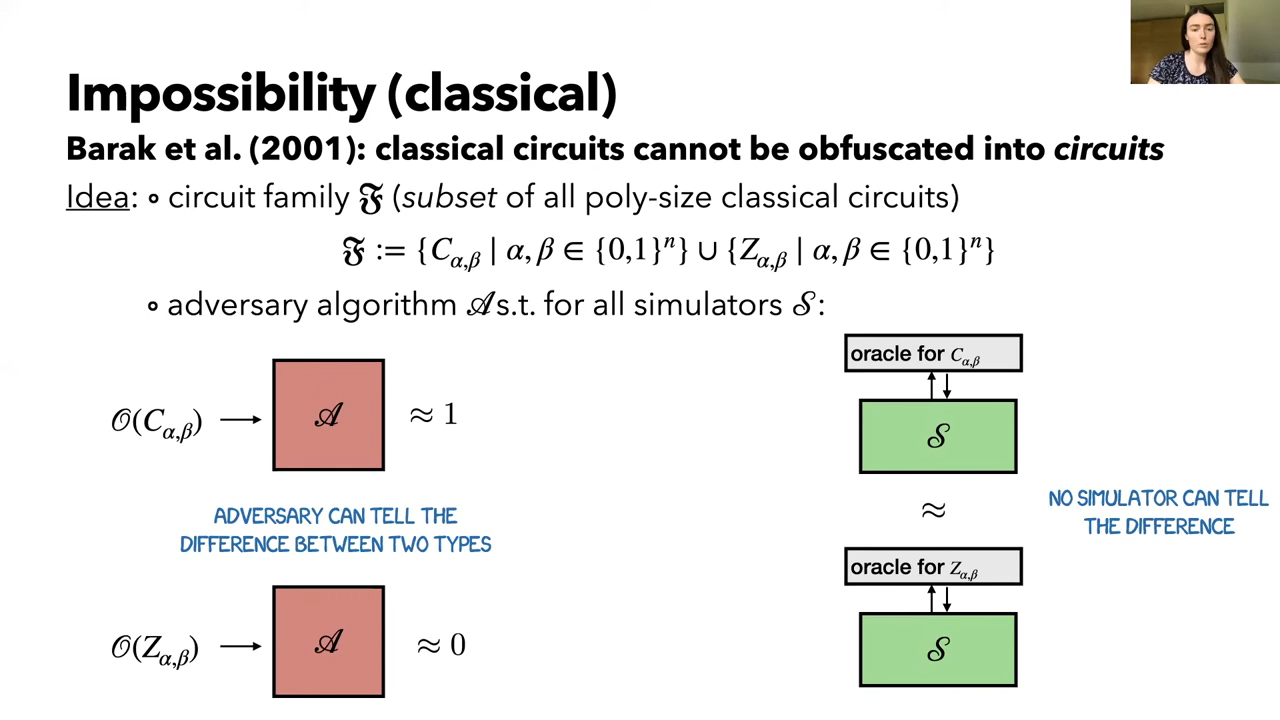 Impossibility (classical)
Barak et al. (2001): classical circuits cannot be obfuscated into circuits
Idea: ∘ circuit family 𝕱 (subset of all poly-size classical circuits)
𝕱 := {C_{α,β} | α, β ∈ {0,1}^n} ∪ {Z_{α,β} | α, β ∈ {0,1}^n}
∘ adversary algorithm 𝒜 s.t. for all simulators 𝒮:
oracle for C_{α,β}
𝒪(C_{α,β}) → 𝒜 ≈ 1
𝒮
ADVERSARY CAN TELL THE
DIFFERENCE BETWEEN TWO TYPES
≈
NO SIMULATOR CAN TELL
THE DIFFERENCE
oracle for Z_{α,β}
𝒪(Z_{α,β}) → 𝒜 ≈ 0
𝒮